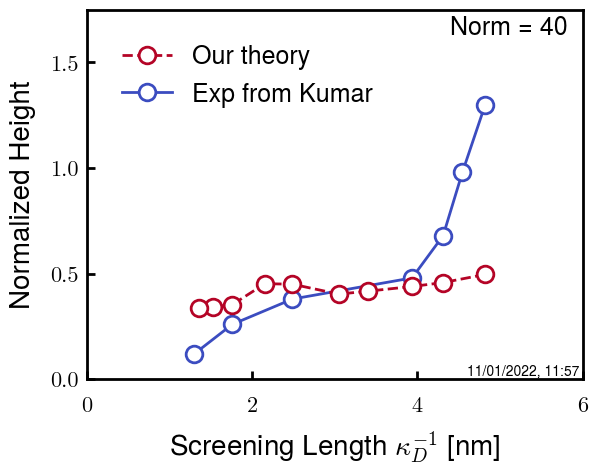 Norm = 40
Our theory
Exp from Kumar
Normalized Height
1.5
1.0
0.5
0.0
11/01/2022, 11:57
0 2 4 6
Screening Length κ_D^{-1} [nm]